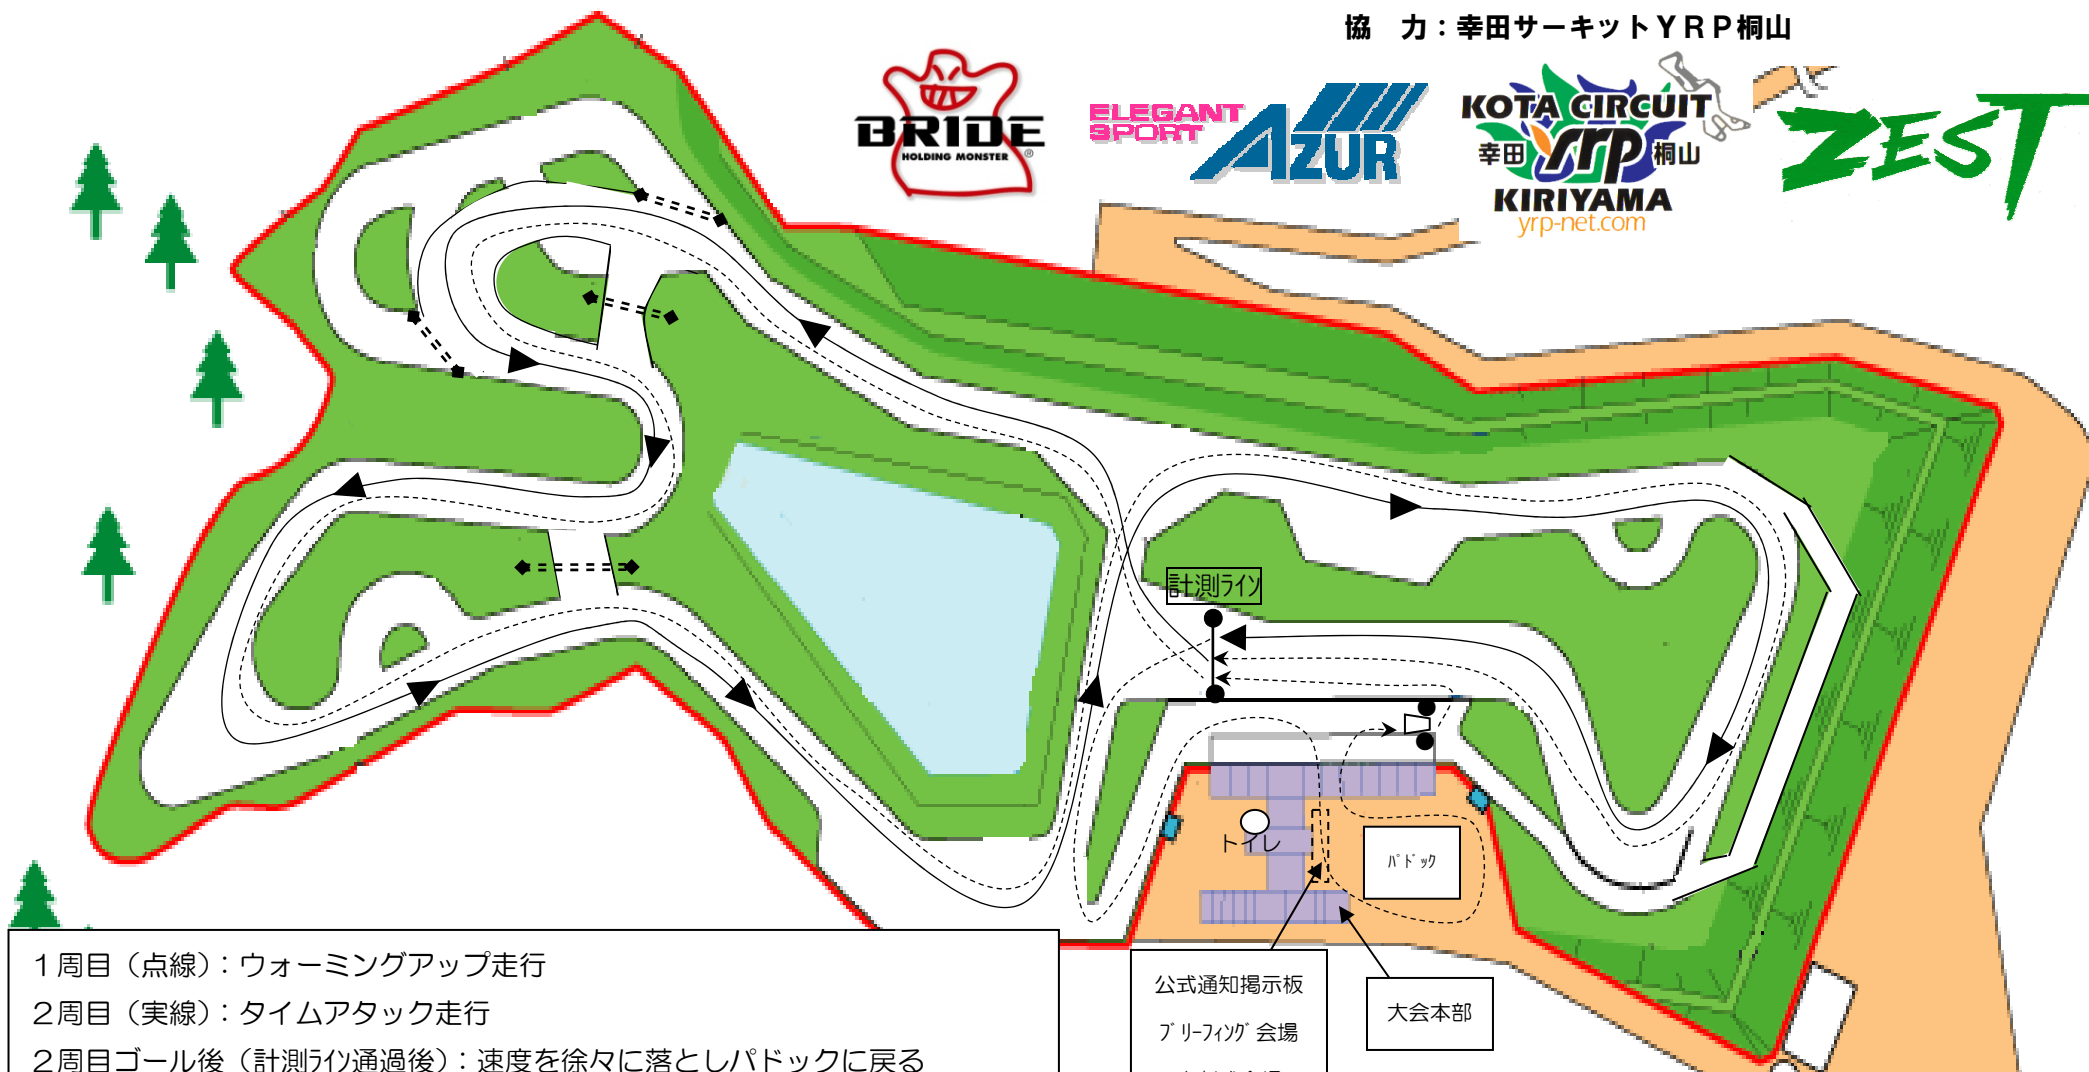 協　力：幸田サーキットＹＲＰ桐山
BRIDE
HOLDING MONSTER
®
ELEGANT
SPORT
AZUR
KOTA CIRCUIT
幸田 yrp 桐山
KIRIYAMA
yrp-net.com
ZEST
計測ﾗｲﾝ
トイレ
ﾊﾟﾄﾞｯｸ
１周目（点線）：ウォーミングアップ走行
２周目（実線）：タイムアタック走行
２周目ゴール後（計測ﾗｲﾝ通過後）：速度を徐々に落としパドックに戻る
公式通知掲示板
ﾌﾞﾘｰﾌｨﾝｸﾞ会場
大会本部